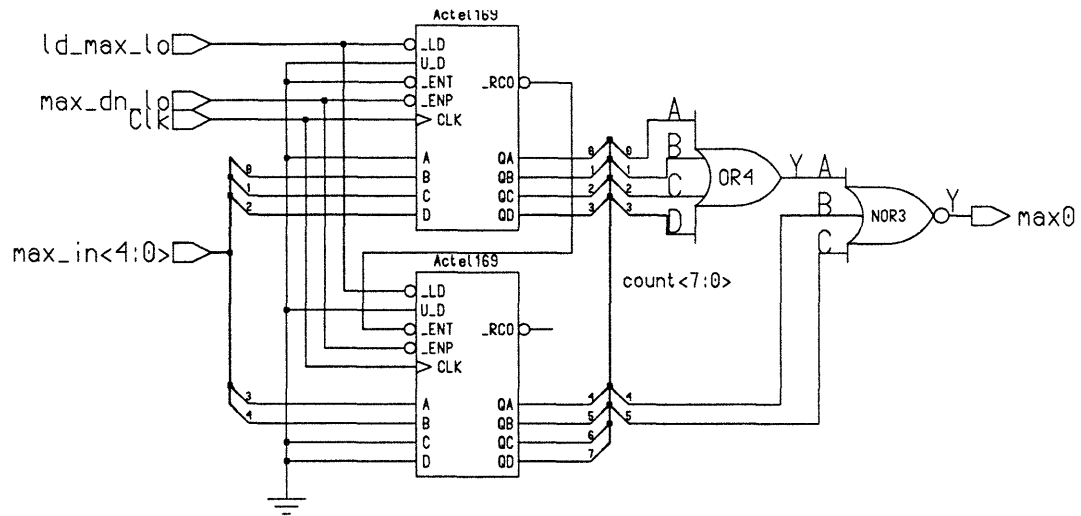 Actel169
ld_max_lo
_LD
U_D
_ENT
_RCO
max_dn_lo
_ENP
Clk
CLK
A
QA
0
0
B
QB
1
1
C
QC
2
2
D
QD
3
3
0
1
2
A
B
C
D
OR4
Y
A
B
C
NOR3
Y
max0
max_in<4:0>
Actel169
count<7:0>
_LD
U_D
_ENT
_RCO
_ENP
CLK
3
A
QA
4
4
4
B
QB
5
5
C
QC
6
D
QD
7